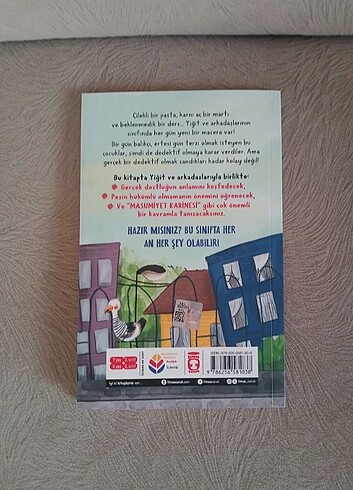 Çilekli bir pasta, karnı aç bir martı
ve beklenmedik bir ders... Yiğit ve arkadaşlarının
sınıfında her gün yeni bir macera var!
Bir gün balıkçı, ertesi gün terzi olmak isteyen bu
çocuklar, şimdi de dedektif olmaya karar verdiler. Ama
gerçek bir dedektif olmak sandıkları kadar kolay değil!
Bu kitapta Yiğit ve arkadaşlarıyla birlikte:
Gerçek dostluğun anlamını keşfedecek,
Peşin hükümlü olmamanın önemini öğrenecek,
Ve "MASUMİYET KARİNESİ" gibi çok önemli
bir kavramla tanışacaksınız.
HAZIR MISINIZ? BU SINIFTA HER
AN HER ŞEY OLABİLİR!
TİMAŞ
9786256581838